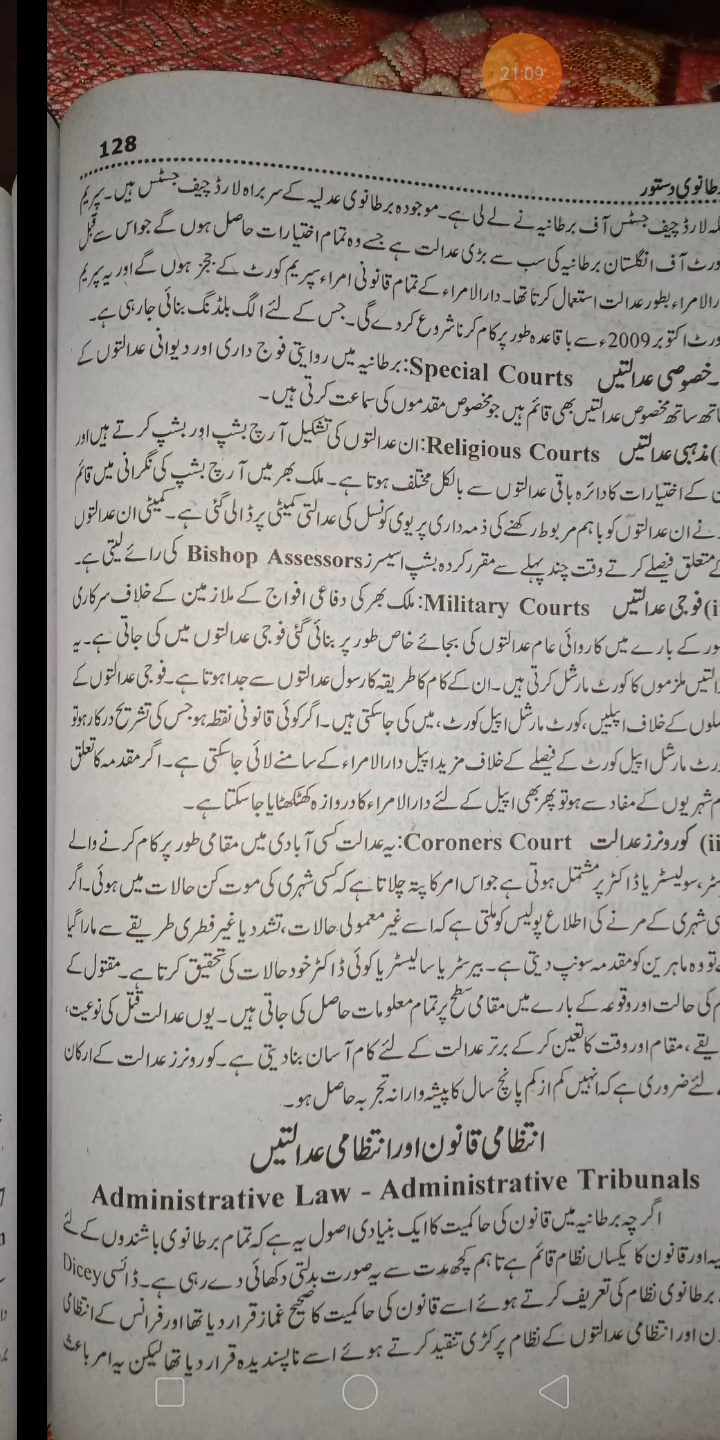 21:09
128
برطانوی دستور
لارڈ چیف جسٹس آف برطانیہ نے لے لی ہے۔ موجودہ برطانوی عدلیہ کے سربراہ لارڈ چیف جسٹس ہیں۔ سپریم
آف انگلستان برطانیہ کی سب سے بڑی عدالت ہے جسے وہ تمام اختیارات حاصل ہوں گے جو اس سے قبل
دارالامراء بطور عدالت استعمال کرتا تھا۔ دارالامراء کے تمام قانونی امراء سپریم کورٹ کے ججز ہوں گے اور یہ سپریم
اکتوبر 2009ء سے باقاعدہ طور پر کام کرنا شروع کر دے گی۔ جس کے لئے الگ بلڈنگ بنائی جا رہی ہے۔
خصوصی عدالتیں Special Courts: برطانیہ میں روایتی فوج داری اور دیوانی عدالتوں کے
ساتھ ساتھ مخصوص عدالتیں بھی قائم ہیں جو مخصوص مقدموں کی سماعت کرتی ہیں۔
مذہبی عدالتیں Religious Courts: ان عدالتوں کی تشکیل آرچ بشپ اور بشپ کرتے ہیں اور
کے اختیارات کا دائرہ باقی عدالتوں سے بالکل مختلف ہوتا ہے۔ ملک بھر میں آرچ بشپ کی نگرانی میں قائم
نے ان عدالتوں کو باہم مربوط رکھنے کی ذمہ داری پریوی کونسل کی عدالتی کمیٹی پر ڈالی گئی ہے۔ کمیٹی ان عدالتوں
کے متعلق فیصلے کرتے وقت چند پہلے سے مقرر کردہ بشپ اسیسرز Bishop Assessors کی رائے لیتی ہے۔
فوجی عدالتیں Military Courts: ملک بھر کی دفاعی افواج کے ملازمین کے خلاف سرکاری
کے بارے میں کاروائی عام عدالتوں کی بجائے خاص طور پر بنائی گئی فوجی عدالتوں میں کی جاتی ہے۔ یہ
عدالتیں ملزموں کا کورٹ مارشل کرتی ہیں۔ ان کے کام کا طریقہ کار سول عدالتوں سے جدا ہوتا ہے۔ فوجی عدالتوں کے
کے خلاف اپیلیں، کورٹ مارشل اپیل کورٹ، میں کی جا سکتی ہیں۔ اگر کوئی قانونی نقطہ ہو جس کی تشریح درکار ہو تو
کورٹ مارشل اپیل کورٹ کے فیصلے کے خلاف مزید اپیل دارالامراء کے سامنے لائی جا سکتی ہے۔ اگر مقدمہ کا تعلق
شہریوں کے مفاد سے ہو تو پھر بھی اپیل کے لئے دارالامراء کا دروازہ کھٹکھٹایا جا سکتا ہے۔
کورونرز عدالت Coroners Court: یہ عدالت کسی آبادی میں مقامی طور پر کام کرنے والے
سولیسٹر یا ڈاکٹر پر مشتمل ہوتی ہے جو اس امر کا پتہ چلاتا ہے کہ کسی شہری کی موت کن حالات میں ہوئی۔ اگر
شہری کے مرنے کی اطلاع پولیس کو ملتی ہے کہ اسے غیر معمولی حالات، تشدد یا غیر فطری طریقے سے مارا گیا
تو وہ ماہرین کو مقدمہ سونپ دیتی ہے۔ بیرسٹر یا سالیسٹر یا کوئی ڈاکٹر خود حالات کی تحقیق کرتا ہے۔ مقتول کے
کی حالت اور وقوعہ کے بارے میں مقامی سطح پر تمام معلومات حاصل کی جاتی ہیں۔ یوں عدالت قتل کی نوعیت،
مقام اور وقت کا تعین کر کے برتر عدالت کے لئے کام آسان بنا دیتی ہے۔ کورونرز عدالت کے ارکان
لئے ضروری ہے کہ انہیں کم از کم پانچ سال کا پیشہ وارانہ تجربہ حاصل ہو۔
انتظامی قانون اور انتظامی عدالتیں
Administrative Law - Administrative Tribunals
اگرچہ برطانیہ میں قانون کی حاکمیت کا ایک بنیادی اصول یہ ہے کہ تمام برطانوی باشندوں کے لئے
اور قانون کا یکساں نظام قائم ہے تاہم کچھ مدت سے یہ صورت بدلتی دکھائی دے رہی ہے۔ ڈائسی Dicey
برطانوی نظام کی تعریف کرتے ہوئے اسے قانون کی حاکمیت کا صحیح غماز قرار دیا تھا اور فرانس کے انتظامی
اور انتظامی عدالتوں کے نظام پر کڑی تنقید کرتے ہوئے اسے ناپسندیدہ قرار دیا تھا لیکن یہ امر باعث